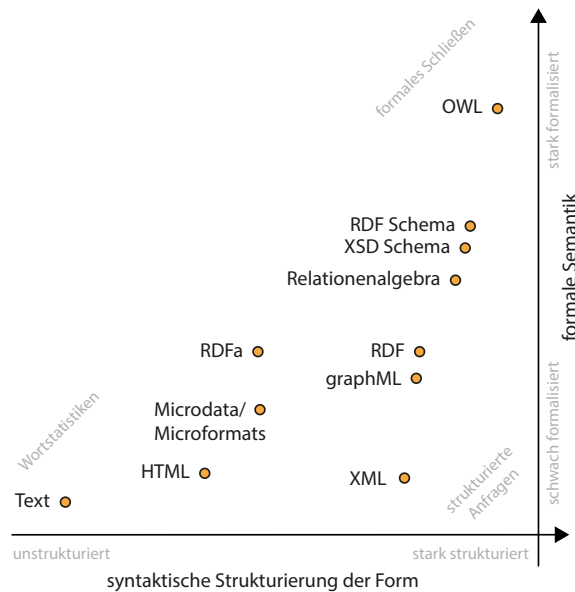 formales Schließen
OWL
stark formalisiert
RDF Schema
XSD Schema
Relationenalgebra
formale Semantik
RDFa
RDF
graphML
Microdata/
Microformats
Wortstatistiken
HTML
XML
strukturierte
Anfragen
schwach formalisiert
Text
unstrukturiert
stark strukturiert
syntaktische Strukturierung der Form